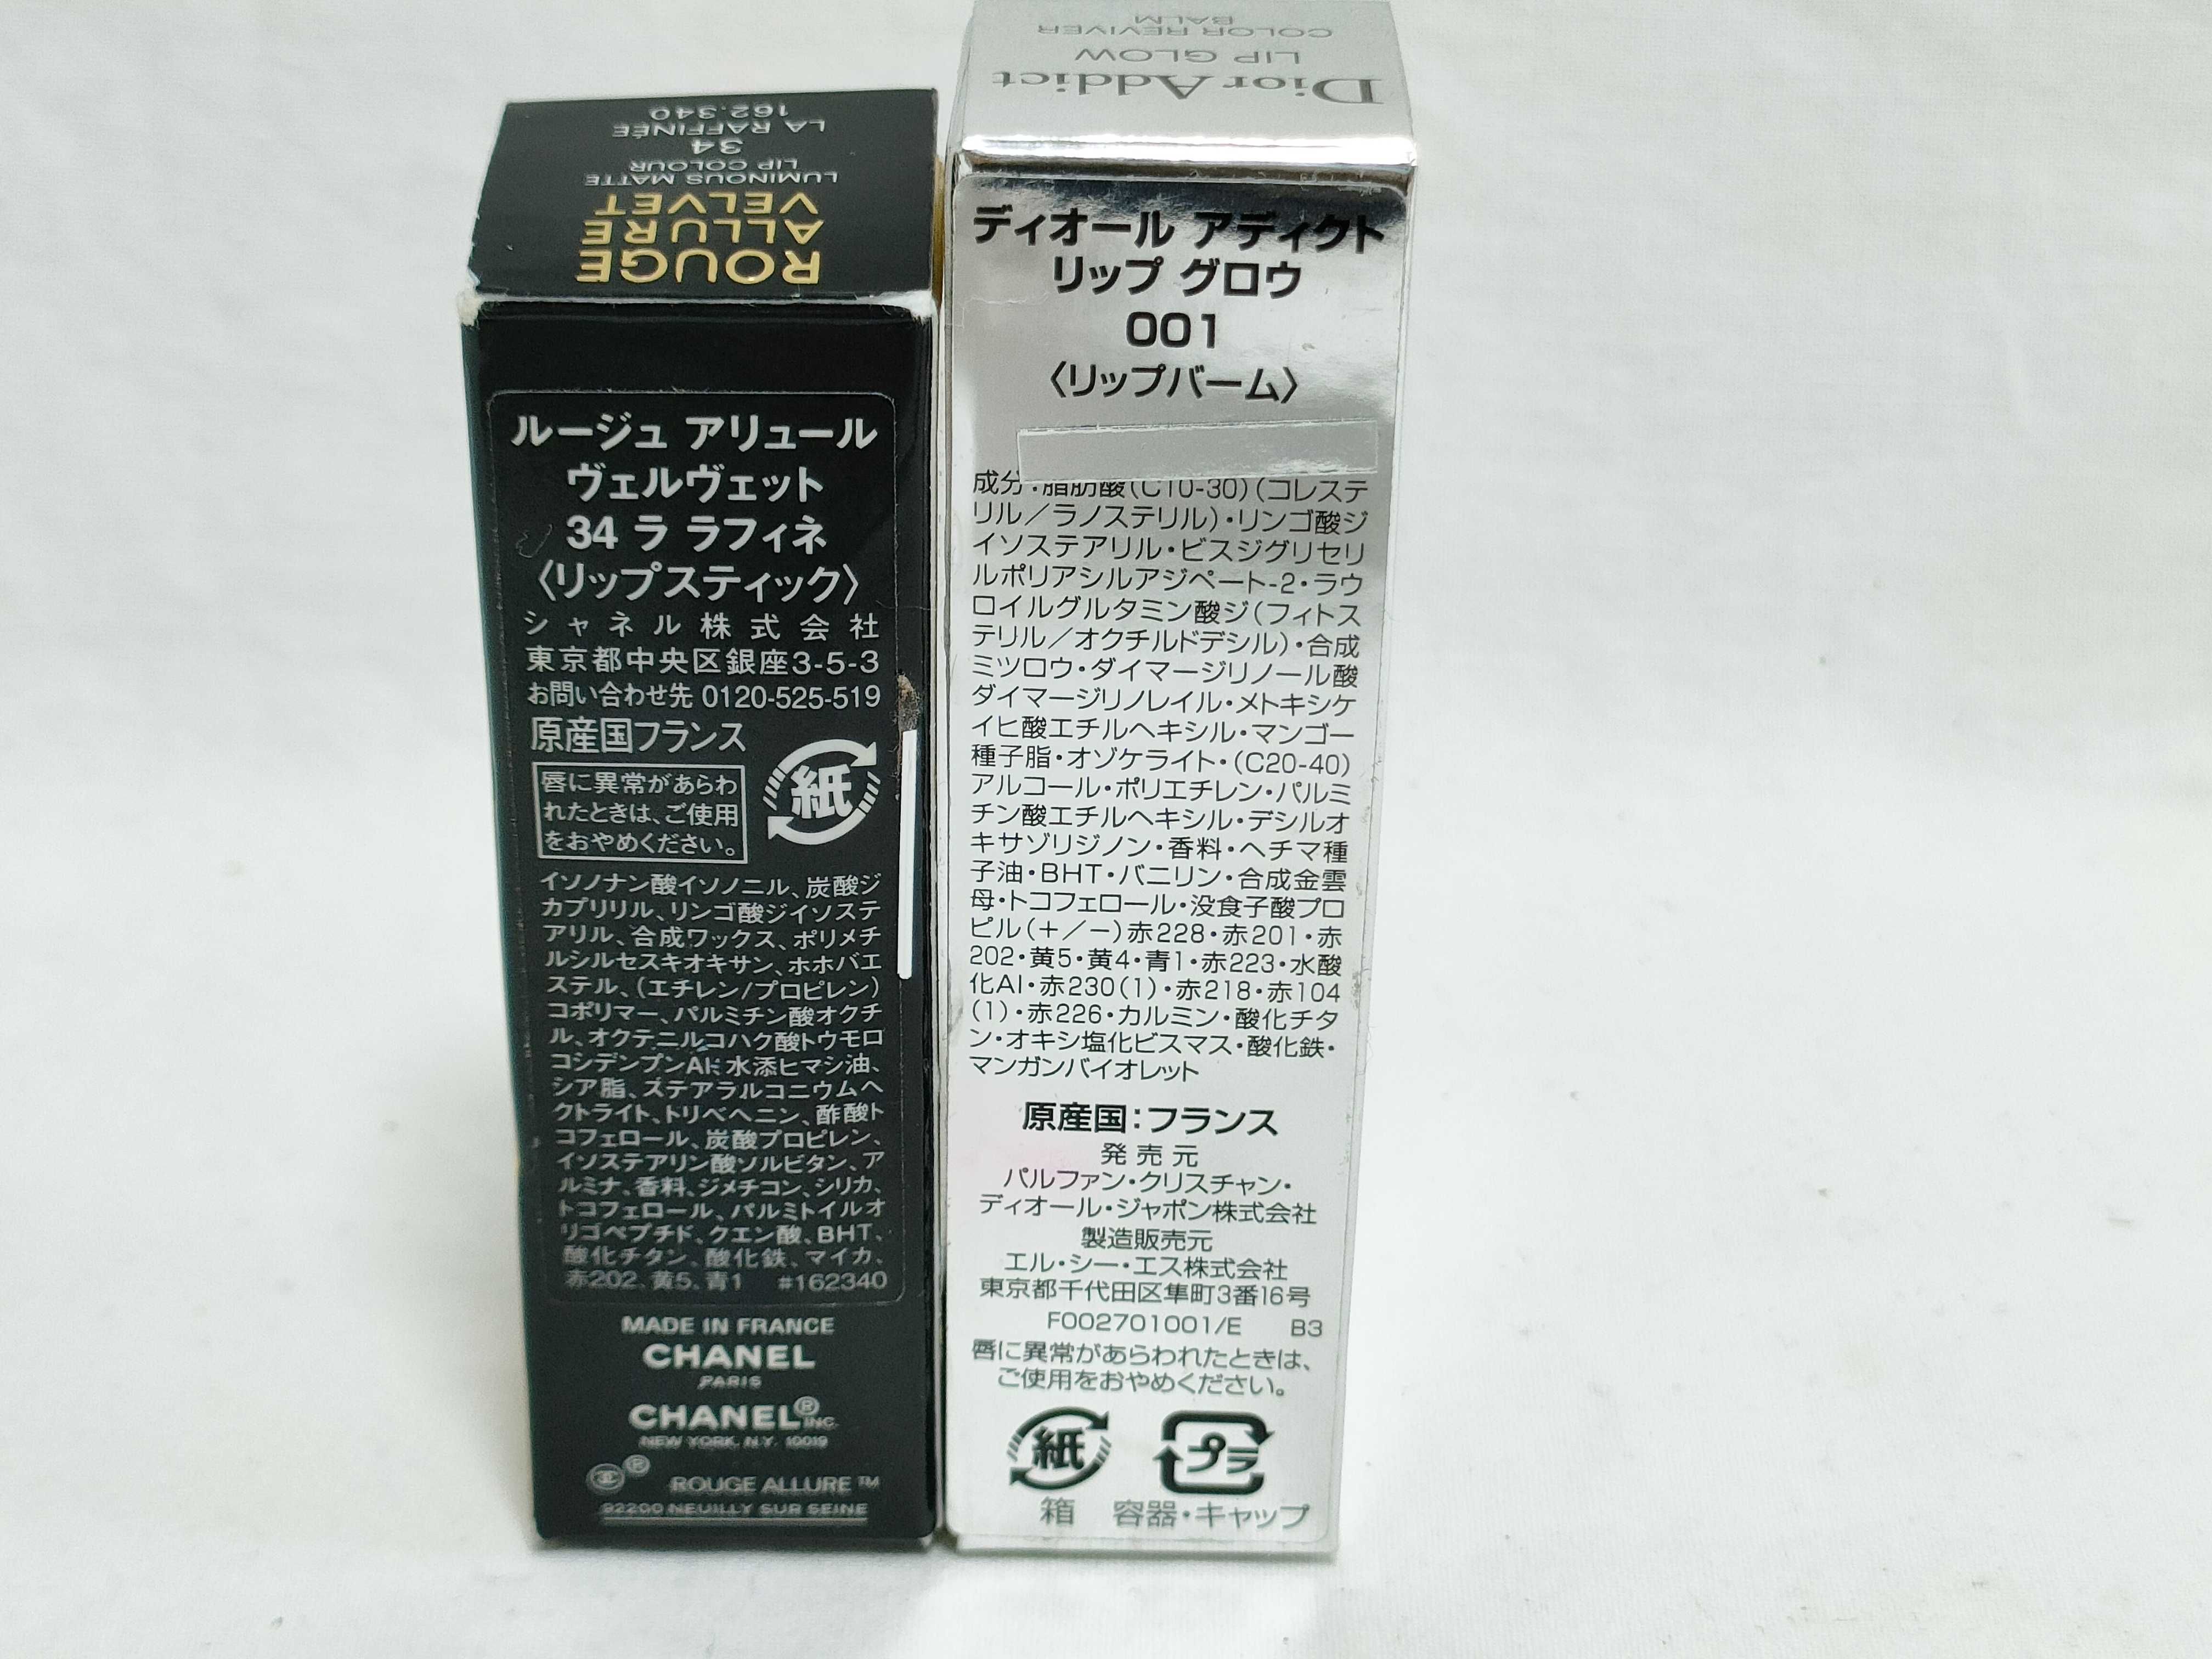 ROUGE
ALLURE
VELVET
LUMINOUS MATTE
LIP COLOUR
34
LA RAFFINÉE
162.340
ルージュ アリュール
ヴェルヴェット
34 ラ ラフィネ
〈リップスティック〉
シャネル株式会社
東京都中央区銀座3-5-3
お問い合わせ先 0120-525-519
原産国フランス
紙
唇に異常があらわ
れたときは、ご使用
をおやめください。
イソノナン酸イソノニル、炭酸ジ
カプリリル、リンゴ酸ジイソステ
アリル、合成ワックス、ポリメチ
ルシルセスキオキサン、ホホバエ
ステル、(エチレン/プロピレン)
コポリマー、パルミチン酸オクチ
ル、オクテニルコハク酸トウモロ
コシデンプンAl、水添ヒマシ油、
シア脂、ステアラルコニウムヘ
クトライト、トリベヘニン、酢酸ト
コフェロール、炭酸プロピレン、
イソステアリン酸ソルビタン、ア
ルミナ、香料、ジメチコン、シリカ、
トコフェロール、パルミトイルオ
リゴペプチド、クエン酸、BHT、
酸化チタン、酸化鉄、マイカ、
赤202、黄5、青1 #162340
MADE IN FRANCE
CHANEL
PARIS
CHANEL® INC.
NEW YORK, N.Y. 10019
® ROUGE ALLURE™
92200 NEUILLY SUR SEINE
Dior Addict
LIP GLOW
COLOR REVIVER
BALM
ディオール アディクト
リップ グロウ
001
〈リップバーム〉
成分:脂肪酸(C10-30)(コレステ
リル/ラノステリル)・リンゴ酸ジ
イソステアリル・ビスジグリセリ
ルポリアシルアジペート-2・ラウ
ロイルグルタミン酸ジ(フィトス
テリル/オクチルドデシル)・合成
ミツロウ・ダイマージリノール酸
ダイマージリノレイル・メトキシケ
イヒ酸エチルヘキシル・マンゴー
種子脂・オゾケライト・(C20-40)
アルコール・ポリエチレン・パルミ
チン酸エチルヘキシル・デシルオ
キサゾリジノン・香料・ヘチマ種
子油・BHT・バニリン・合成金雲
母・トコフェロール・没食子酸プロ
ピル(+/−)赤228・赤201・赤
202・黄5・黄4・青1・赤223・水酸
化Al・赤230(1)・赤218・赤104
(1)・赤226・カルミン・酸化チタ
ン・オキシ塩化ビスマス・酸化鉄・
マンガンバイオレット
原産国:フランス
発売元
パルファン・クリスチャン・
ディオール・ジャポン株式会社
製造販売元
エル・シー・エス株式会社
東京都千代田区隼町3番16号
F002701001/E B3
唇に異常があらわれたときは、
ご使用をおやめください。
紙 プラ
箱 容器・キャップ